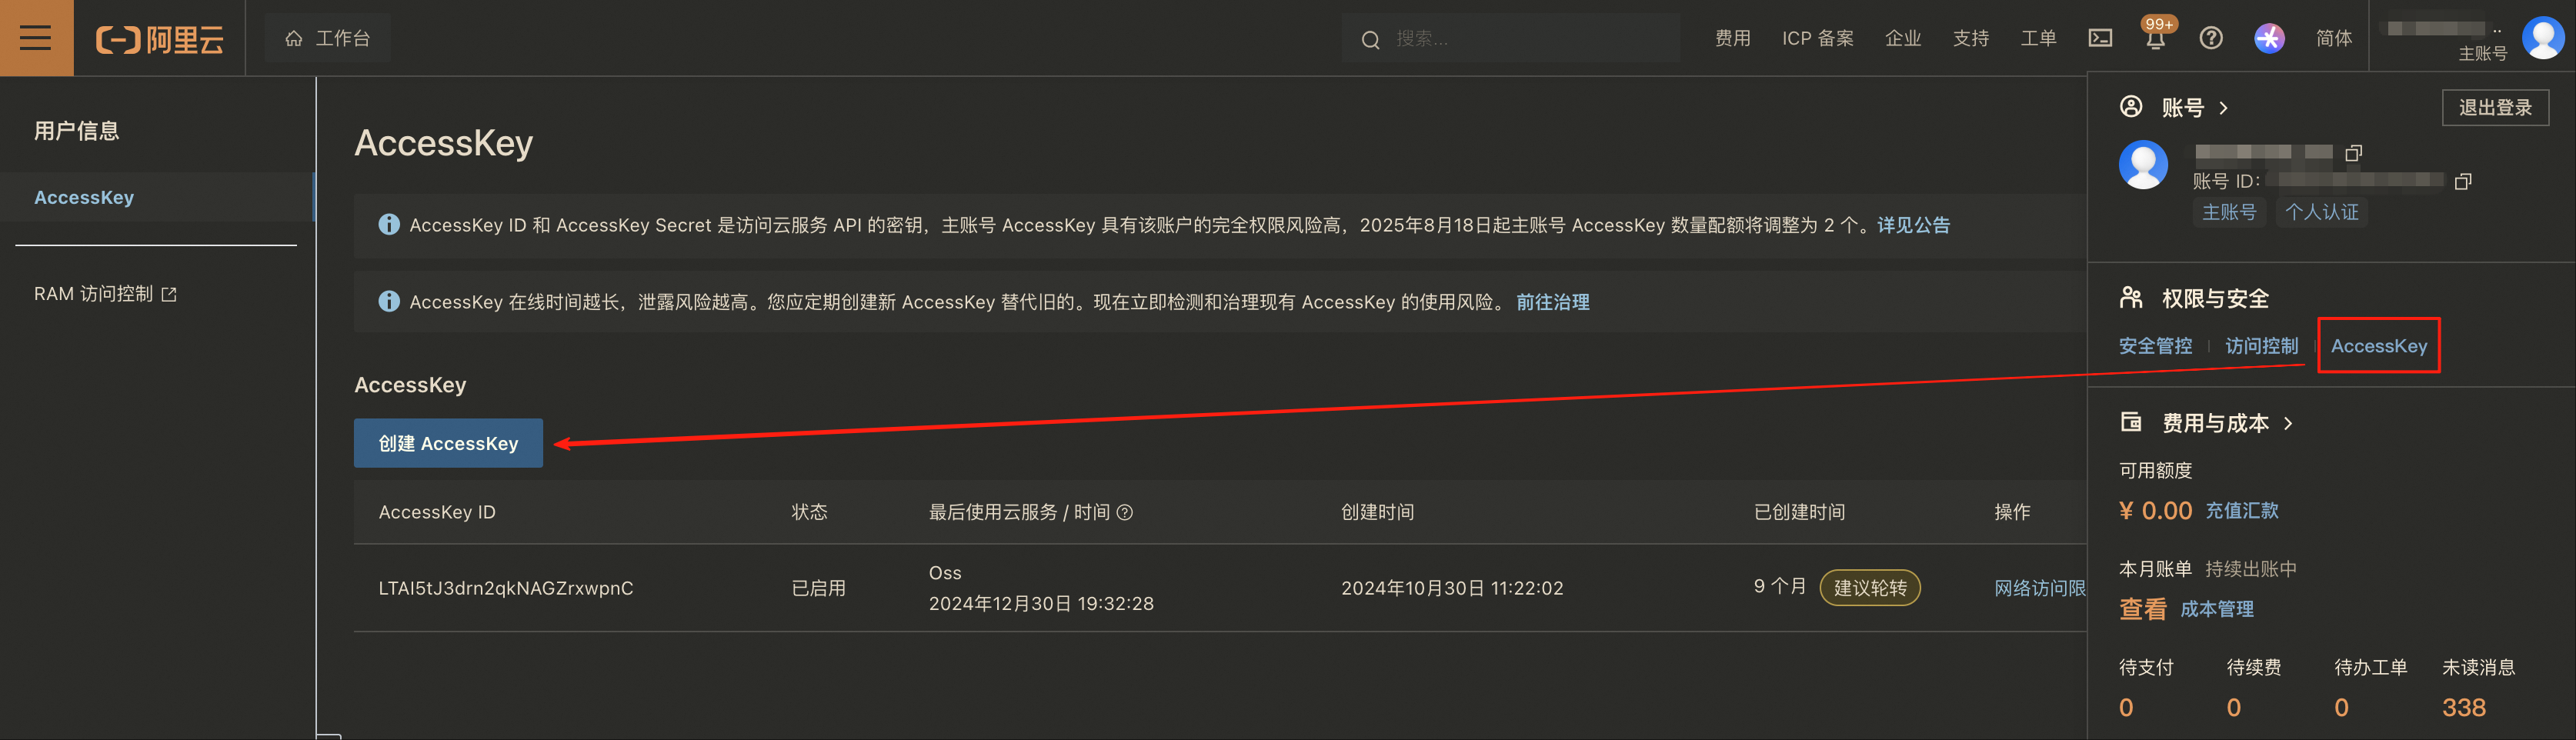 阿里云
工作台
搜索...
费用
ICP 备案
企业
支持
工单
99+
简体
..
主账号
用户信息
AccessKey
RAM 访问控制
AccessKey
AccessKey ID 和 AccessKey Secret 是访问云服务 API 的密钥，主账号 AccessKey 具有该账户的完全权限风险高，2025年8月18日起主账号 AccessKey 数量配额将调整为 2 个。详见公告
AccessKey 在线时间越长，泄露风险越高。您应定期创建新 AccessKey 替代旧的。现在立即检测和治理现有 AccessKey 的使用风险。 前往治理
AccessKey
创建 AccessKey
AccessKey ID
状态
最后使用云服务 / 时间
创建时间
已创建时间
操作
LTAI5tJ3drn2qkNAGZrxwpnC
已启用
Oss
2024年12月30日 19:32:28
2024年10月30日 11:22:02
9 个月
建议轮转
网络访问限
账号
退出登录
账号 ID:
主账号
个人认证
权限与安全
安全管控
访问控制
AccessKey
费用与成本
可用额度
¥ 0.00 充值汇款
本月账单 持续出账中
查看 成本管理
待支付
待续费
待办工单
未读消息
0
0
0
338